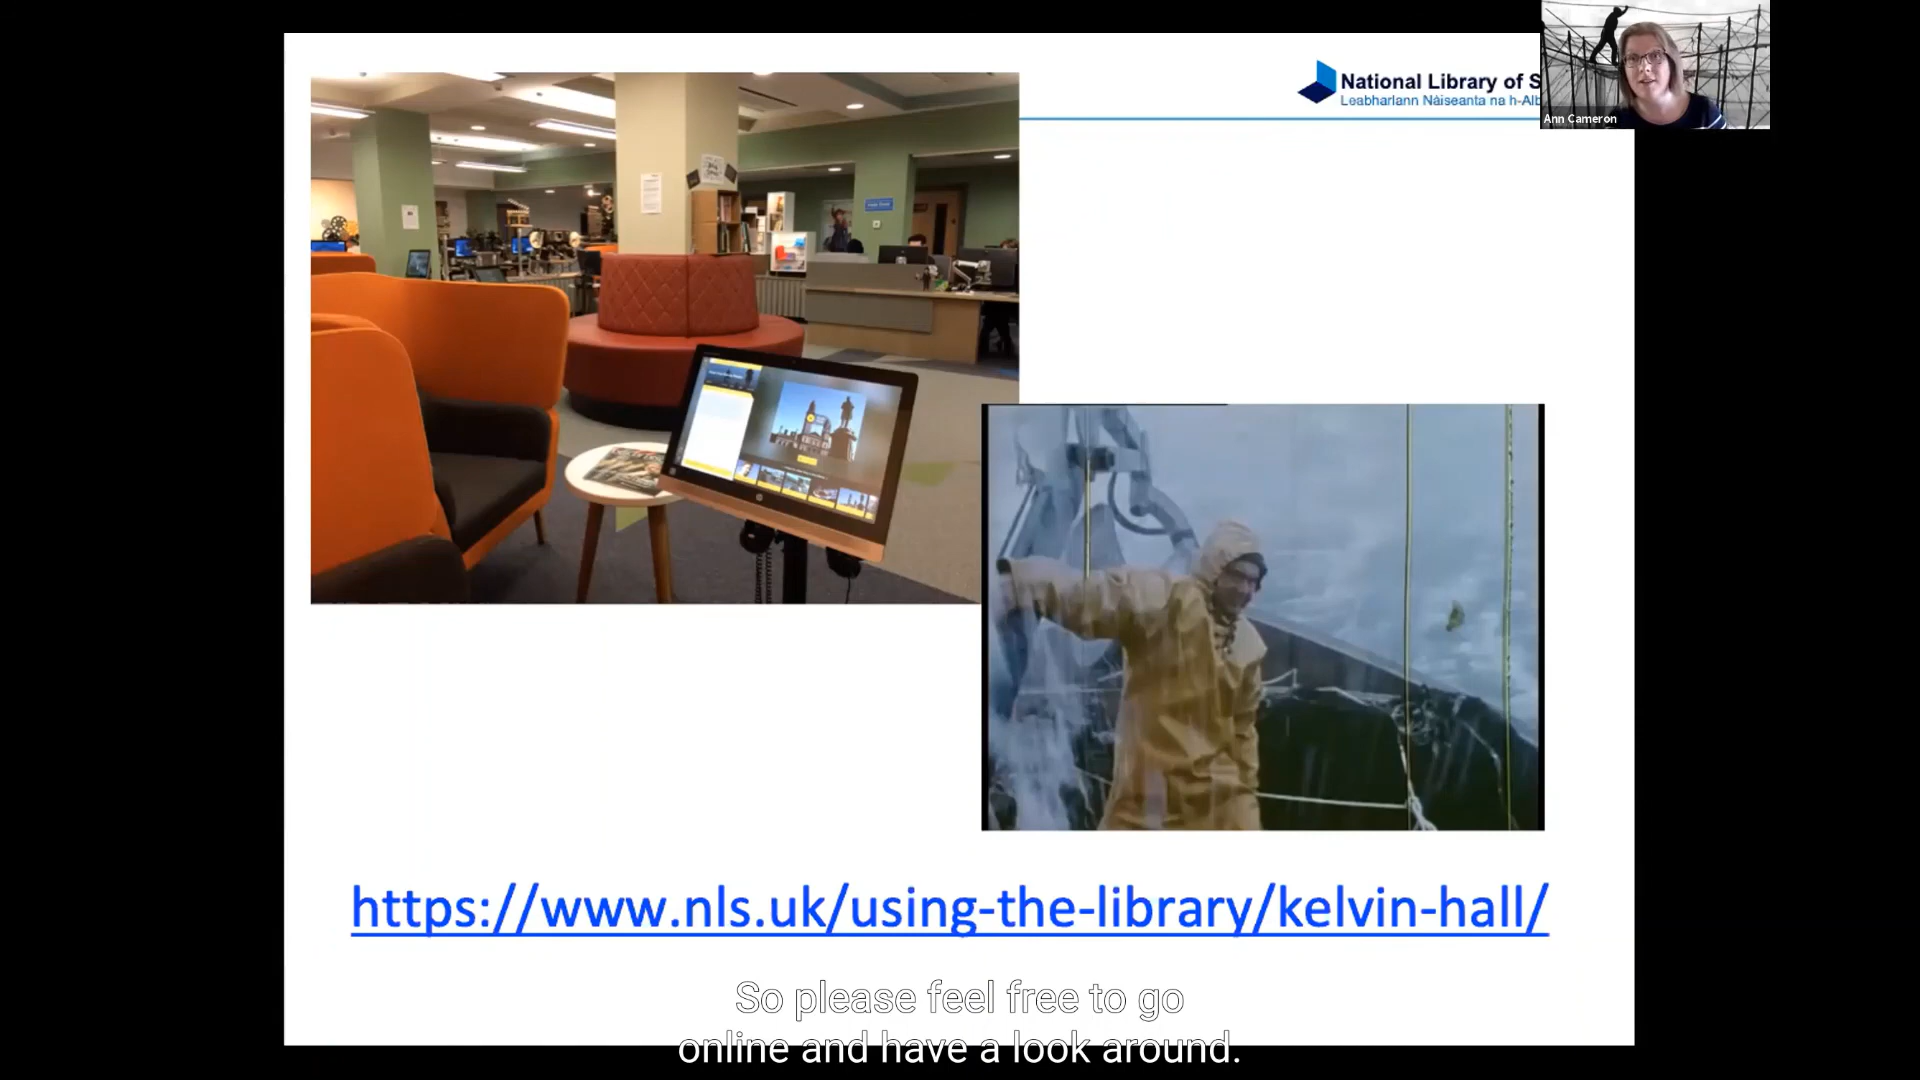 National Library of S
Leabharlann Nàiseanta na h-Alb
Ann Cameron
https://www.nls.uk/using-the-library/kelvin-hall/
So please feel free to go
online and have a look around.